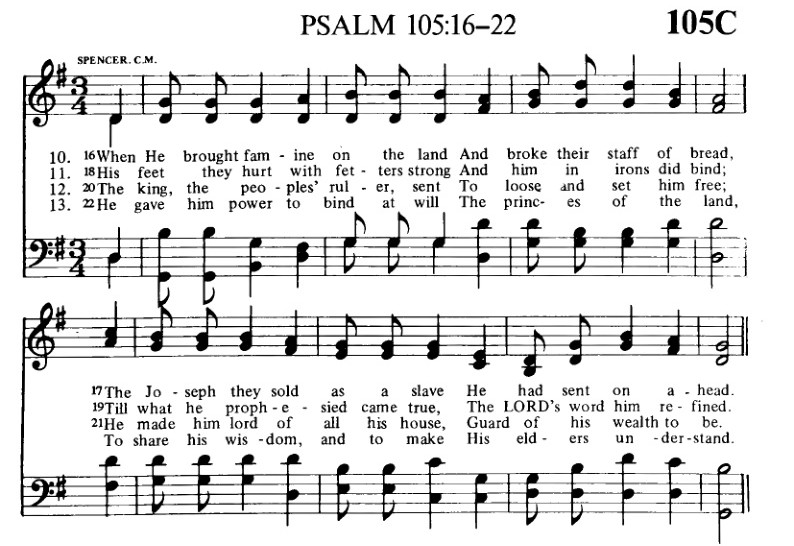 PSALM 105:16–22 105C
SPENCER. C.M.
3
4
10. 16When He brought fam - ine on the land And broke their staff of bread,
11. 18His feet they hurt with fet - ters strong And him in irons did bind;
12. 20The king, the peo - ples' rul - er, sent To loose and set him free;
13. 22He gave him power to bind at will The princ- es of the land,
3
4
17The Jo - seph they sold as a slave He had sent on a - head.
19Till what he proph - e - sied came true, The LORD's word him re - fined.
21He made him lord of all his house, Guard of his wealth to be.
To share his wis - dom, and to make His eld - ers un - der - stand.